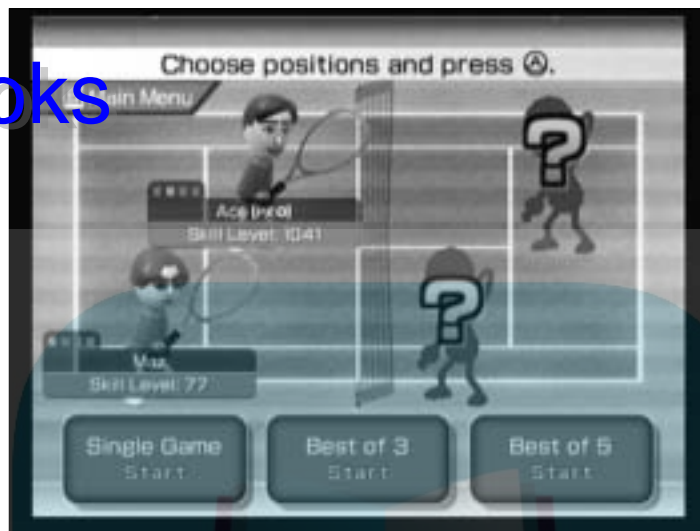 Choose positions and press Ⓐ.
oks
Main Menu
?
Ace (PRO)
Skill Level: 1041
?
Max
Skill Level: 77
Single Game
Start
Best of 3
Start
Best of 5
Start